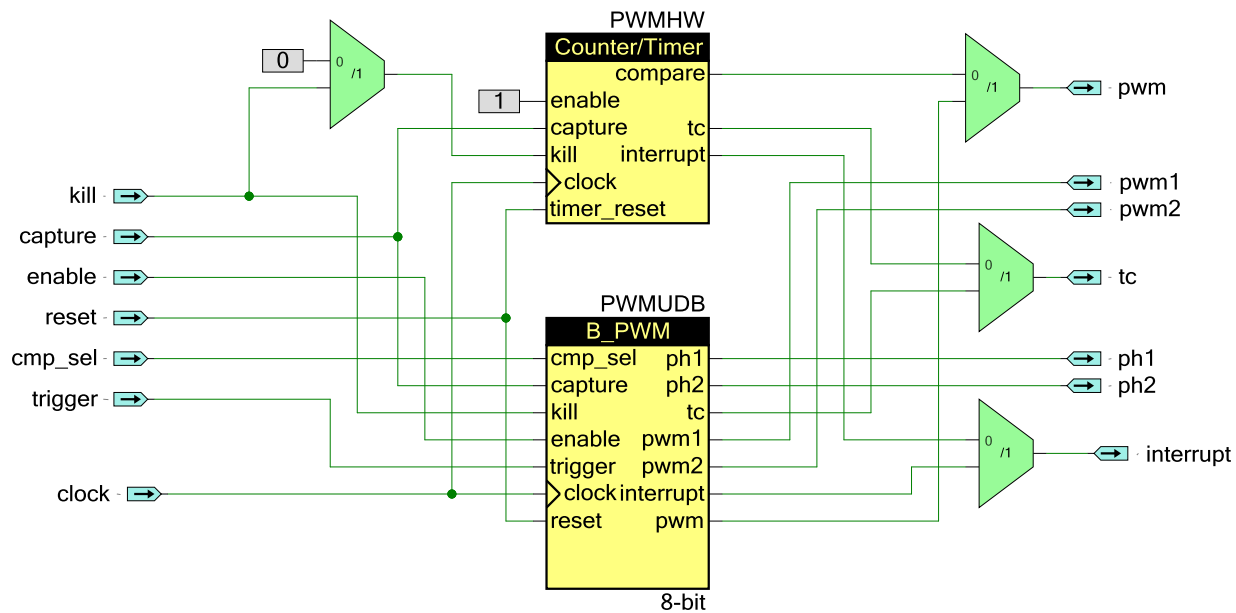 PWMHW
Counter/Timer
compare
enable
capture
tc
kill
interrupt
clock
timer_reset
0
0
/1
1
kill
capture
enable
reset
cmp_sel
trigger
clock
PWMUDB
B_PWM
cmp_sel ph1
capture ph2
kill tc
enable pwm1
trigger pwm2
clock interrupt
reset pwm
8-bit
0
/1
pwm
pwm1
pwm2
0
/1
tc
ph1
ph2
0
/1
interrupt